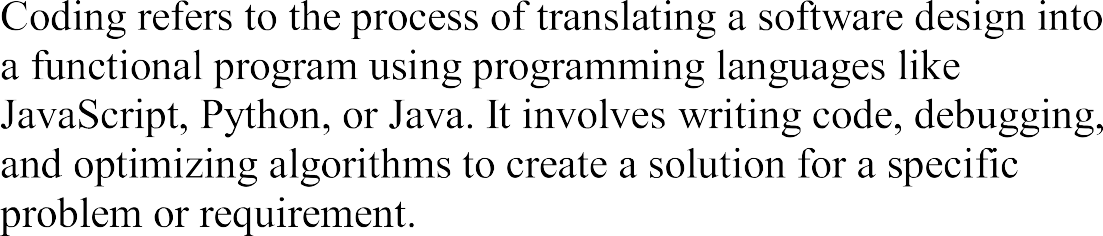 Coding refers to the process of translating a software design into
a functional program using programming languages like
JavaScript, Python, or Java. It involves writing code, debugging,
and optimizing algorithms to create a solution for a specific
problem or requirement.